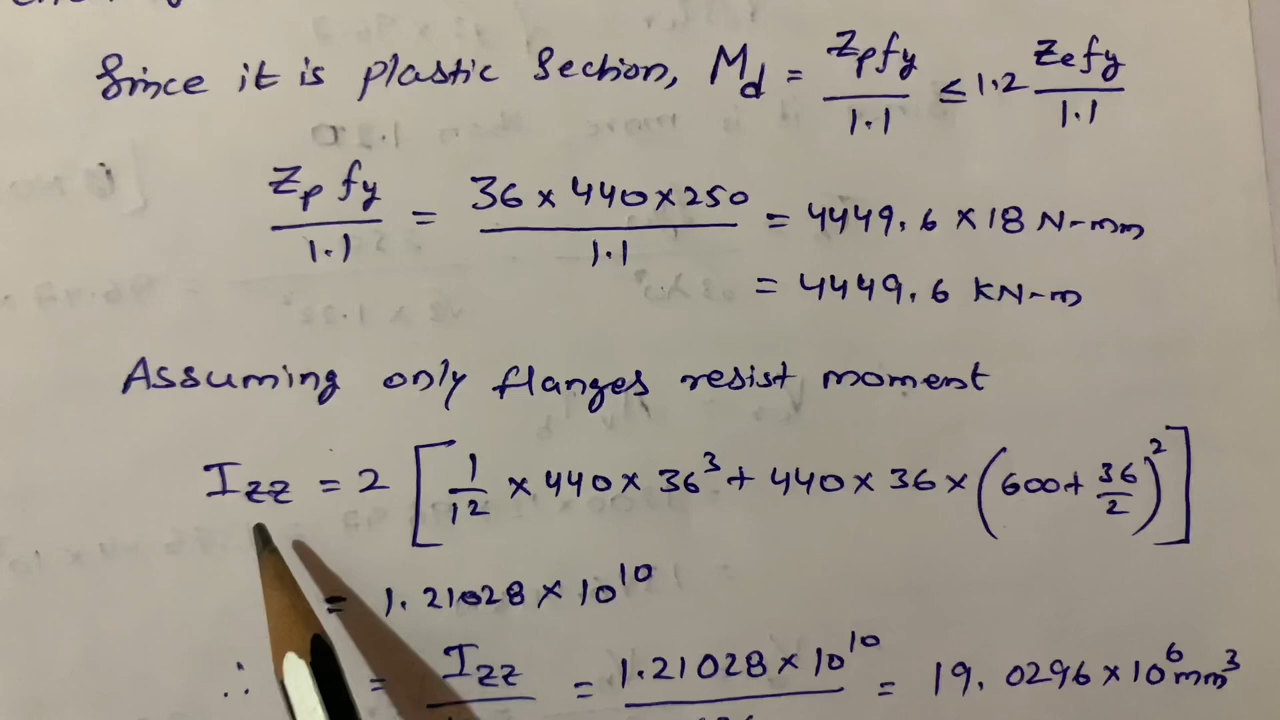 Since it is plastic Section, Md = Zpfy/1.1 ≤ 1.2 Zefy/1.1
Zp fy/1.1 = 36 × 440 × 250/1.1 = 4449.6 × 18 N-mm
= 4449.6 KN-m
Assuming only flanges resist moment
Izz = 2 [1/12 × 440 × 36³ + 440 × 36 × (600 + 36/2)²]
= 1.21028 × 10¹⁰
∴ = Izz = 1.21028 × 10¹⁰ = 19.0296 × 10⁶ mm³